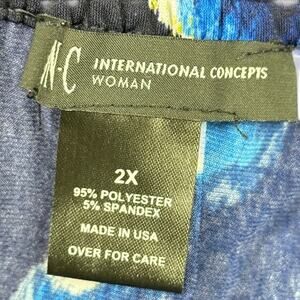 N-C
INTERNATIONAL CONCEPTS
WOMAN
2X
95% POLYESTER
5% SPANDEX
MADE IN USA
OVER FOR CARE